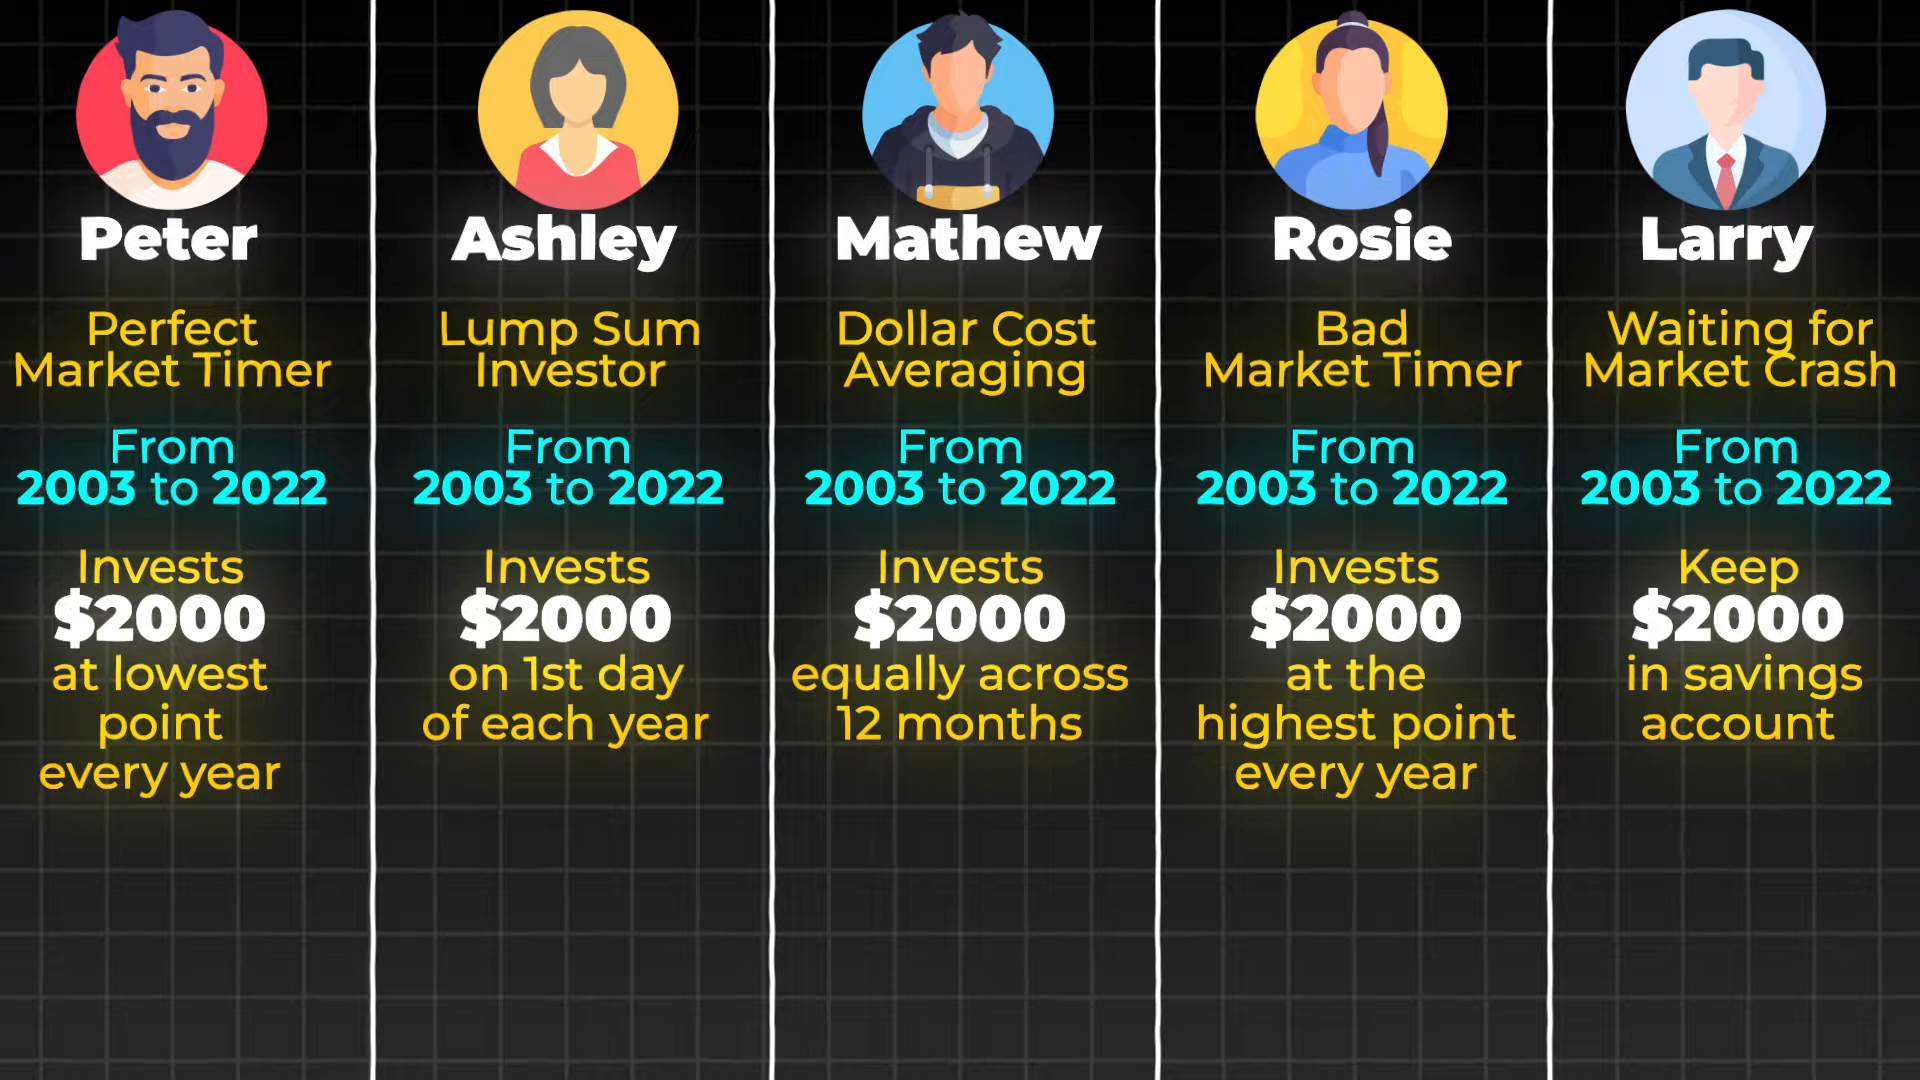 Peter
Perfect
Market Timer
From
2003 to 2022
Invests
$2000
at lowest
point
every year
Ashley
Lump Sum
Investor
From
2003 to 2022
Invests
$2000
on 1st day
of each year
Mathew
Dollar Cost
Averaging
From
2003 to 2022
Invests
$2000
equally across
12 months
Rosie
Bad
Market Timer
From
2003 to 2022
Invests
$2000
at the
highest point
every year
Larry
Waiting for
Market Crash
From
2003 to 2022
Keep
$2000
in savings
account